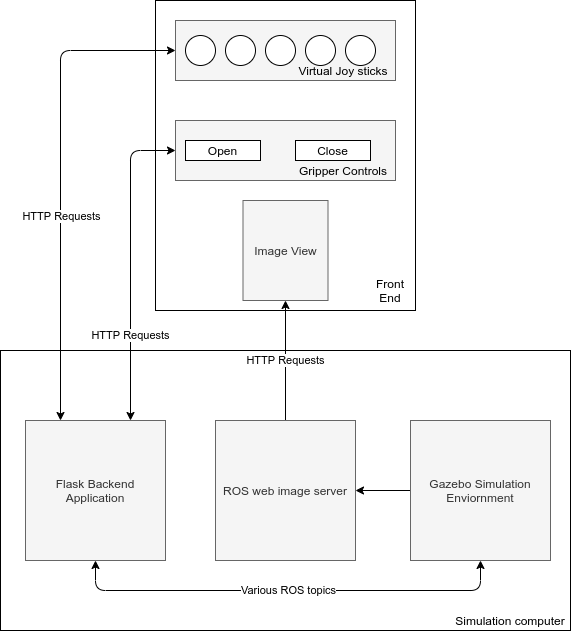 Virtual Joy sticks
Open
Close
Gripper Controls
HTTP Requests
Image View
Front
End
HTTP Requests
HTTP Requests
Flask Backend
Application
ROS web image server
Gazebo Simulation
Enviornment
Various ROS topics
Simulation computer